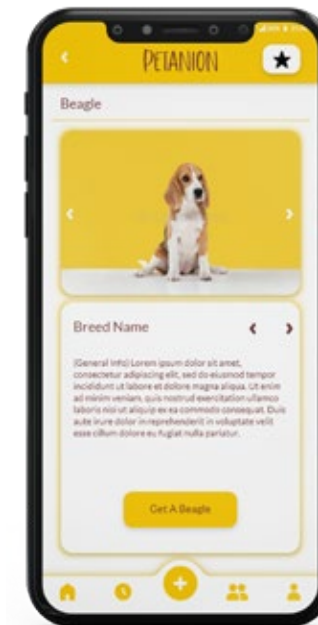 PETANION
Beagle
Breed Name
(General Info) Lorem ipsum dolor sit amet,
consectetur adipiscing elit, sed do eiusmod tempor
incididunt ut labore et dolore magna aliqua. Ut enim
ad minim veniam, quis nostrud exercitation ullamco
laboris nisi ut aliquip ex ea commodo consequat. Duis
aute irure dolor in reprehenderit in voluptate velit
esse cillum dolore eu fugiat nulla pariatur.
Get A Beagle